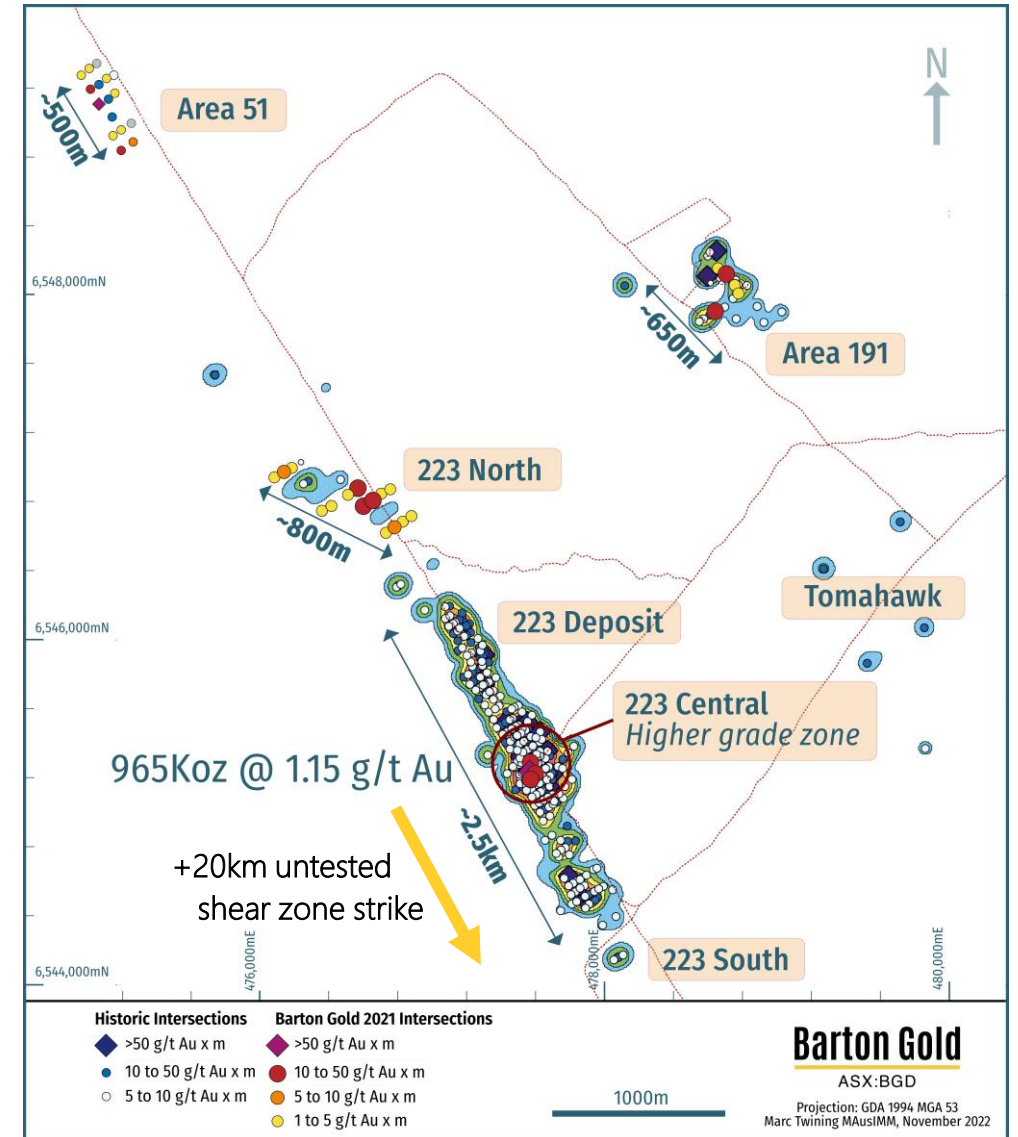 N
Area 51
~500m
6,548,000mN
~650m
Area 191
223 North
~800m
Tomahawk
6,546,000mN
223 Deposit
223 Central
Higher grade zone
965Koz @ 1.15 g/t Au
~2.5km
+20km untested
shear zone strike
476,000mE
478,000mE
480,000mE
6,544,000mN
223 South
Historic Intersections
>50 g/t Au x m
10 to 50 g/t Au x m
5 to 10 g/t Au x m
Barton Gold 2021 Intersections
>50 g/t Au x m
10 to 50 g/t Au x m
5 to 10 g/t Au x m
1 to 5 g/t Au x m
1000m
Barton Gold
ASX:BGD
Projection: GDA 1994 MGA 53
Marc Twining MAusIMM, November 2022